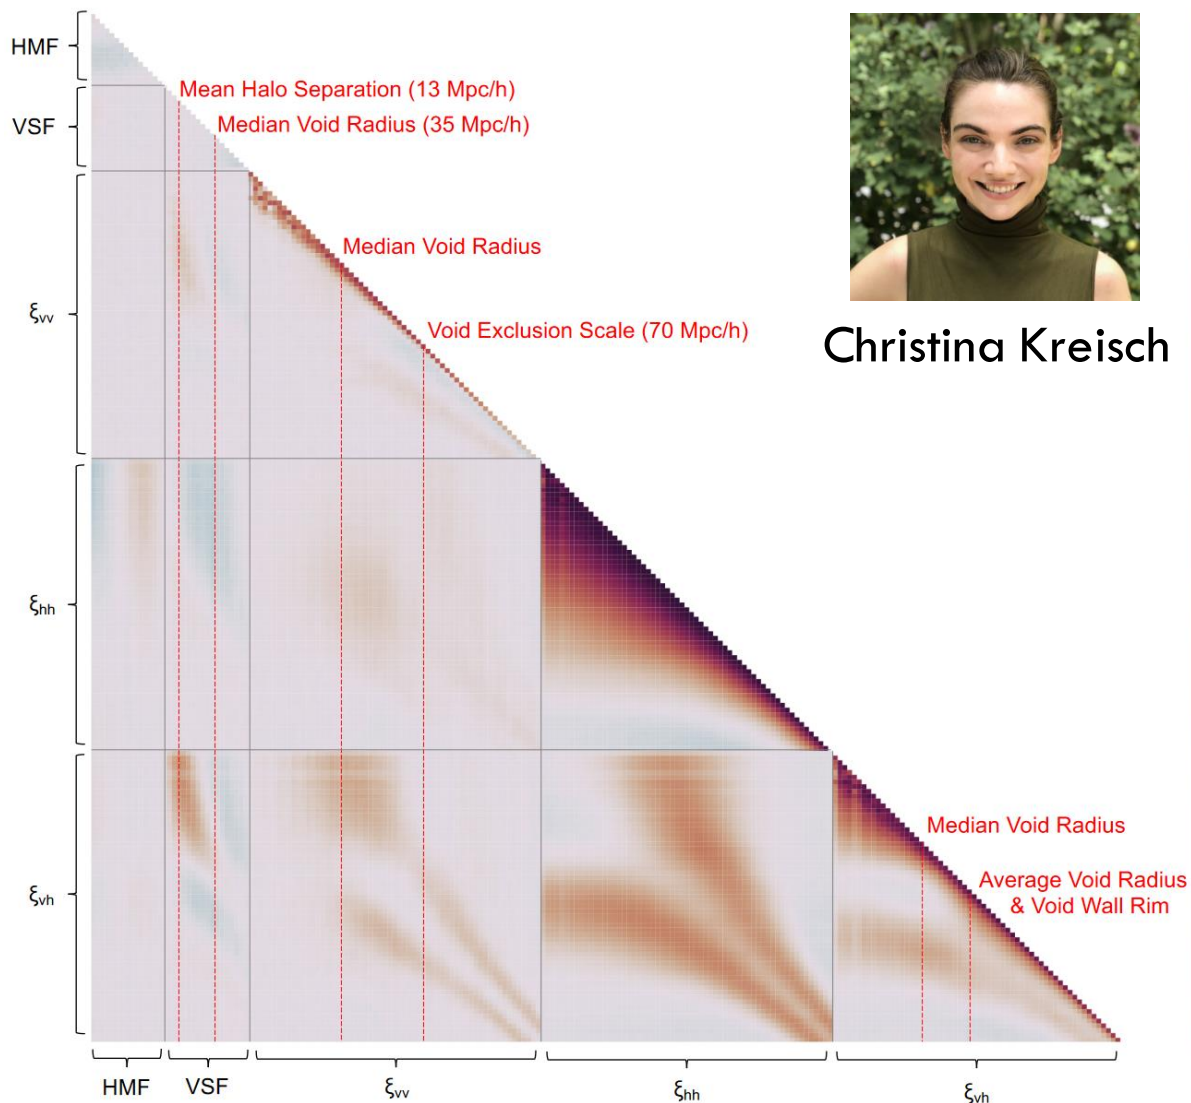 HMF
Mean Halo Separation (13 Mpc/h)
VSF
Median Void Radius (35 Mpc/h)
Median Void Radius
ξvv
Void Exclusion Scale (70 Mpc/h)
Christina Kreisch
ξhh
Median Void Radius
ξvh
Average Void Radius
& Void Wall Rim
HMF
VSF
ξvv
ξhh
ξvh